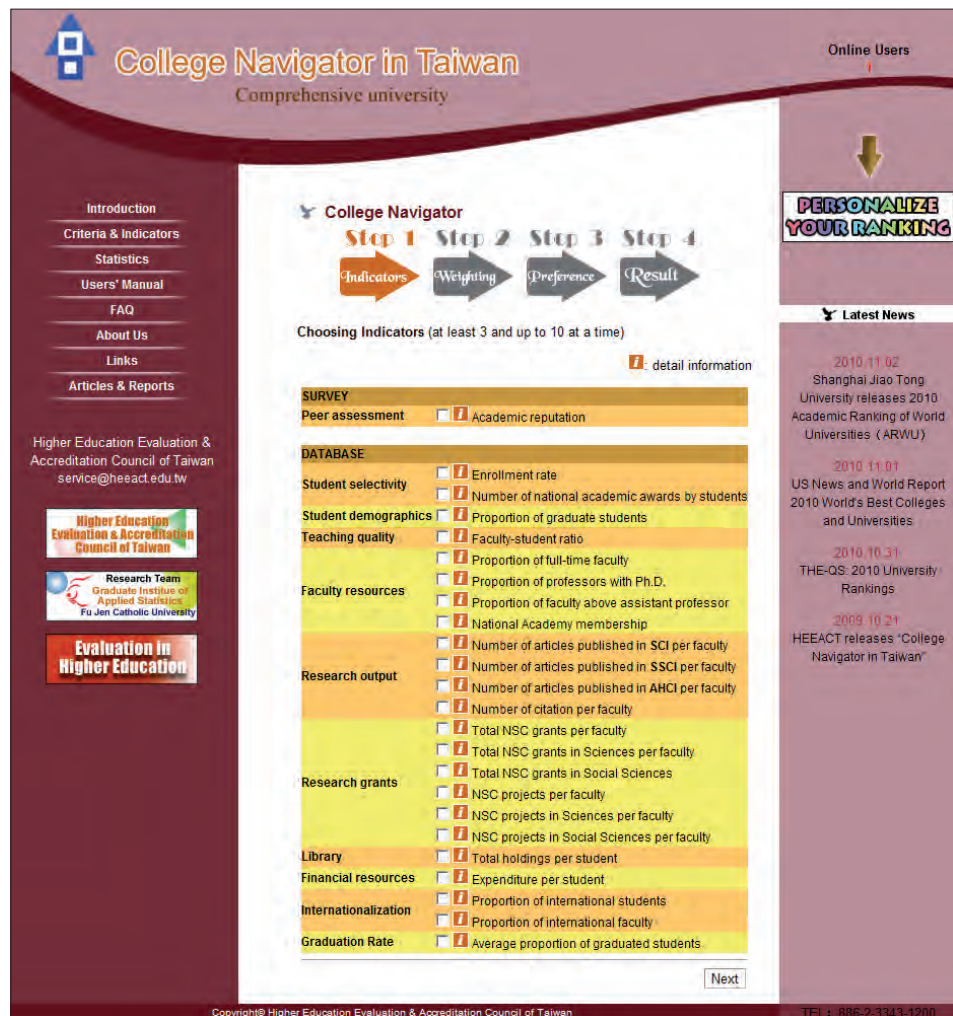 College Navigator in Taiwan
Comprehensive university
Online Users
1
Introduction
Criteria & Indicators
Statistics
Users' Manual
FAQ
About Us
Links
Articles & Reports
Higher Education Evaluation &
Accreditation Council of Taiwan
service@heeact.edu.tw
Higher Education
Evaluation & Accreditation
Council of Taiwan
Research Team
Graduate Institue of
Applied Statistics
Fu Jen Catholic University
Evaluation in
Higher Education
College Navigator
Step 1 Step 2 Step 3 Step 4
Indicators Weighting Preference Result
Choosing Indicators (at least 3 and up to 10 at a time)
i : detail information
SURVEY
Peer assessment i Academic reputation
DATABASE
Student selectivity
i Enrollment rate
i Number of national academic awards by students
Student demographics i Proportion of graduate students
Teaching quality i Faculty-student ratio
Faculty resources
i Proportion of full-time faculty
i Proportion of professors with Ph.D.
i Proportion of faculty above assistant professor
i National Academy membership
Research output
i Number of articles published in SCI per faculty
i Number of articles published in SSCI per faculty
i Number of articles published in AHCI per faculty
i Number of citation per faculty
Research grants
i Total NSC grants per faculty
i Total NSC grants in Sciences per faculty
i Total NSC grants in Social Sciences
i NSC projects per faculty
i NSC projects in Sciences per faculty
i NSC projects in Social Sciences per faculty
Library i Total holdings per student
Financial resources i Expenditure per student
Internationalization
i Proportion of international students
i Proportion of international faculty
Graduation Rate i Average proportion of graduated students
Next
PERSONALIZE
YOUR RANKING
Latest News
2010.11.02
Shanghai Jiao Tong
University releases 2010
Academic Ranking of World
Universities (ARWU)
2010.11.01
US News and World Report
2010 World's Best Colleges
and Universities
2010.10.31
THE-QS: 2010 University
Rankings
2009.10.21
HEEACT releases "College
Navigator in Taiwan"
Copyright© Higher Education Evaluation & Accreditation Council of Taiwan
TEL: 886-2-3343-1200